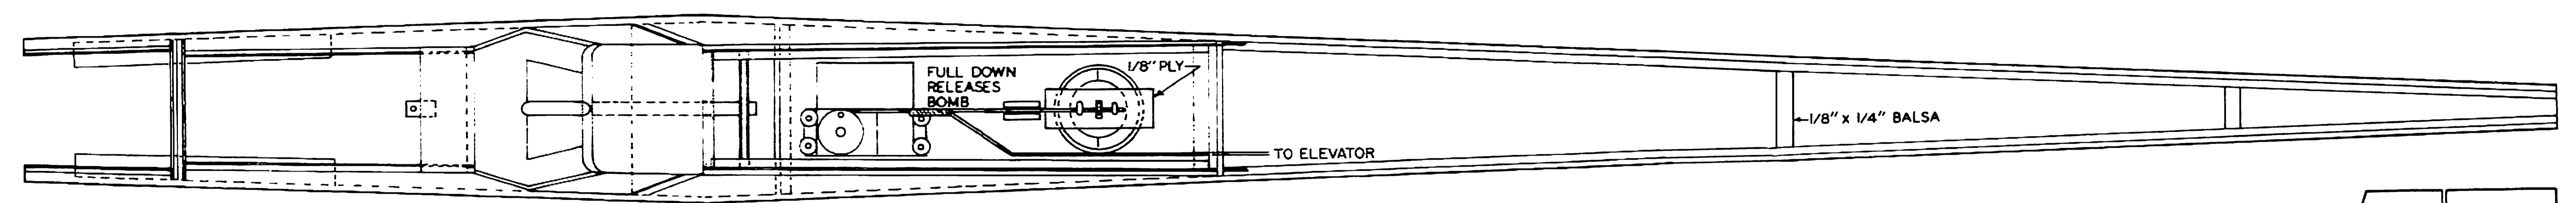 FULL DOWN
RELEASES
BOMB
1/8" PLY
1/8" x 1/4" BALSA
TO ELEVATOR